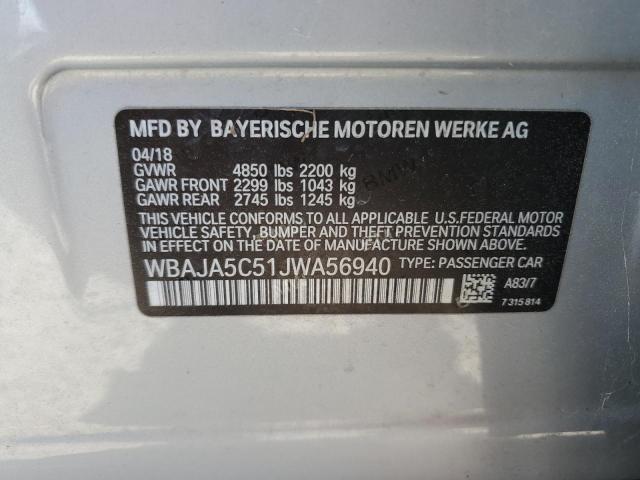 MFD BY BAYERISCHE MOTOREN WERKE AG
04/18
GVWR 4850 lbs 2200 kg
GAWR FRONT 2299 lbs 1043 kg
GAWR REAR 2745 lbs 1245 kg
THIS VEHICLE CONFORMS TO ALL APPLICABLE U.S.FEDERAL MOTOR
VEHICLE SAFETY, BUMPER AND THEFT PREVENTION STANDARDS
IN EFFECT ON THE DATE OF MANUFACTURE SHOWN ABOVE.
WBAJA5C51JWA56940 TYPE: PASSENGER CAR
A83/7
7315814